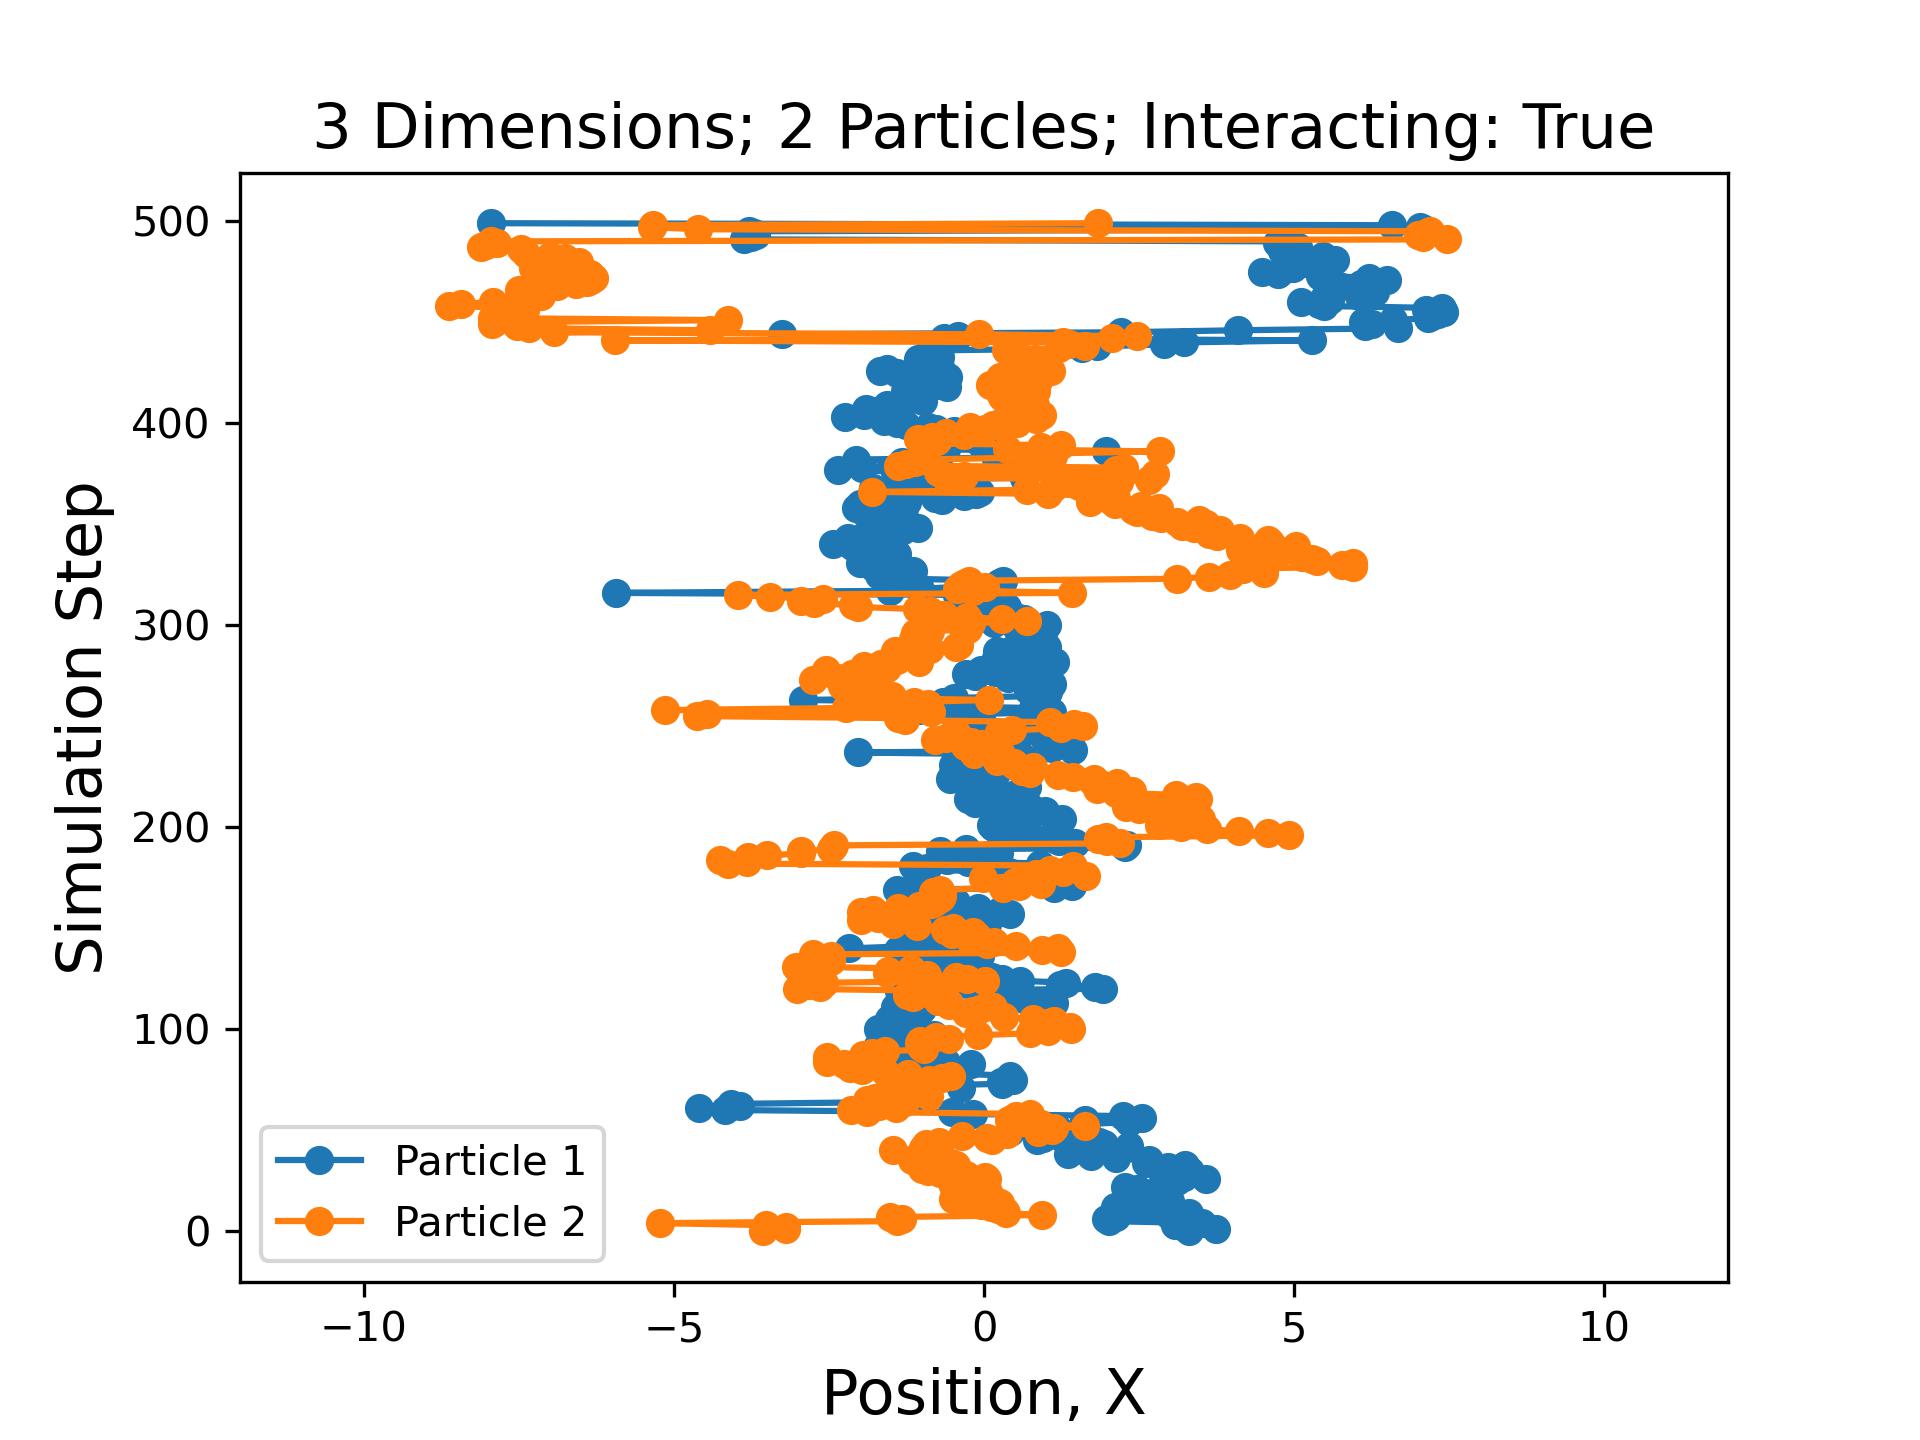 3 Dimensions; 2 Particles; Interacting: True
Simulation Step
500
400
300
200
100
0
Particle 1
Particle 2
−10
−5
0
5
10
Position, X